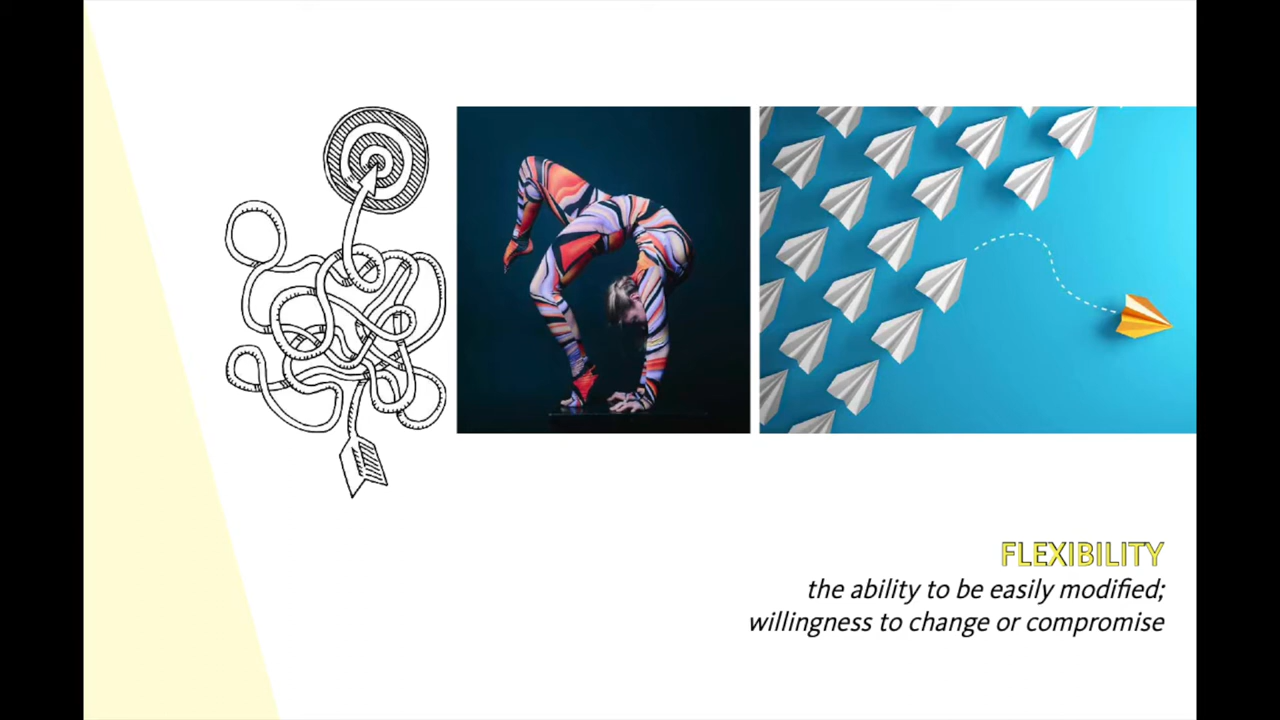 FLEXIBILITY
the ability to be easily modified;
willingness to change or compromise